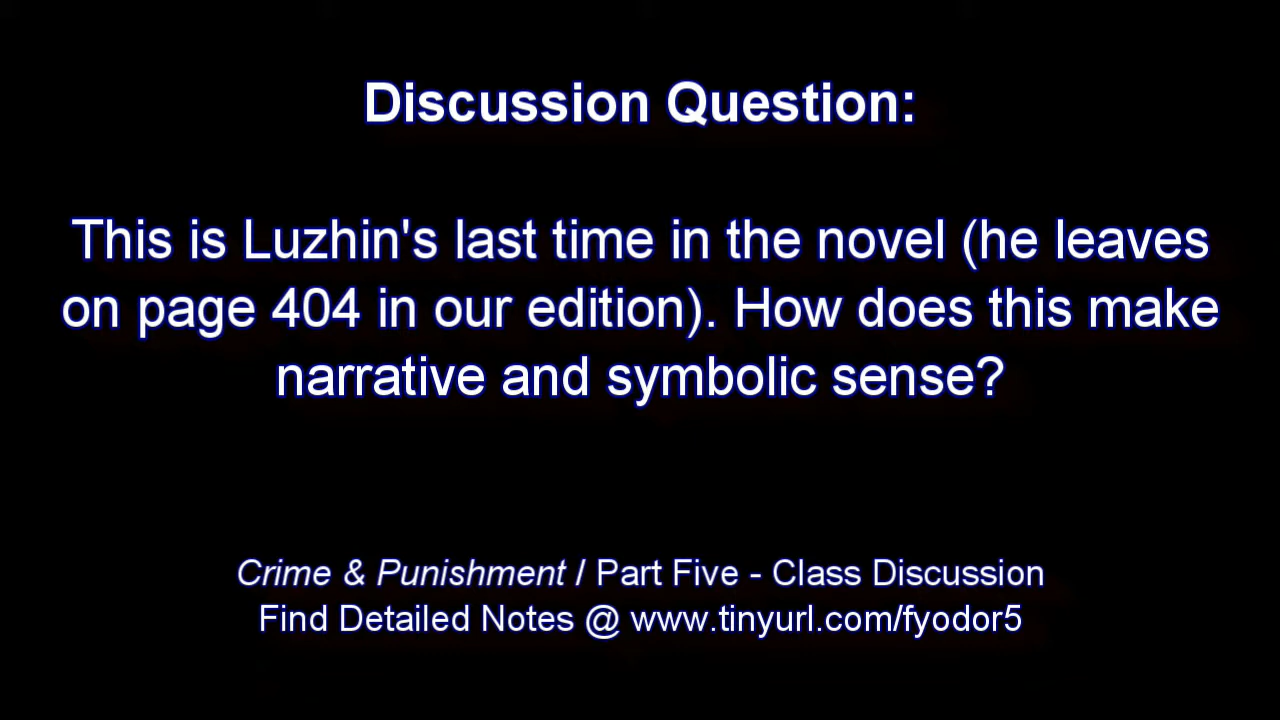 Discussion Question:
This is Luzhin's last time in the novel (he leaves
on page 404 in our edition). How does this make
narrative and symbolic sense?
Crime & Punishment / Part Five - Class Discussion
Find Detailed Notes @ www.tinyurl.com/fyodor5